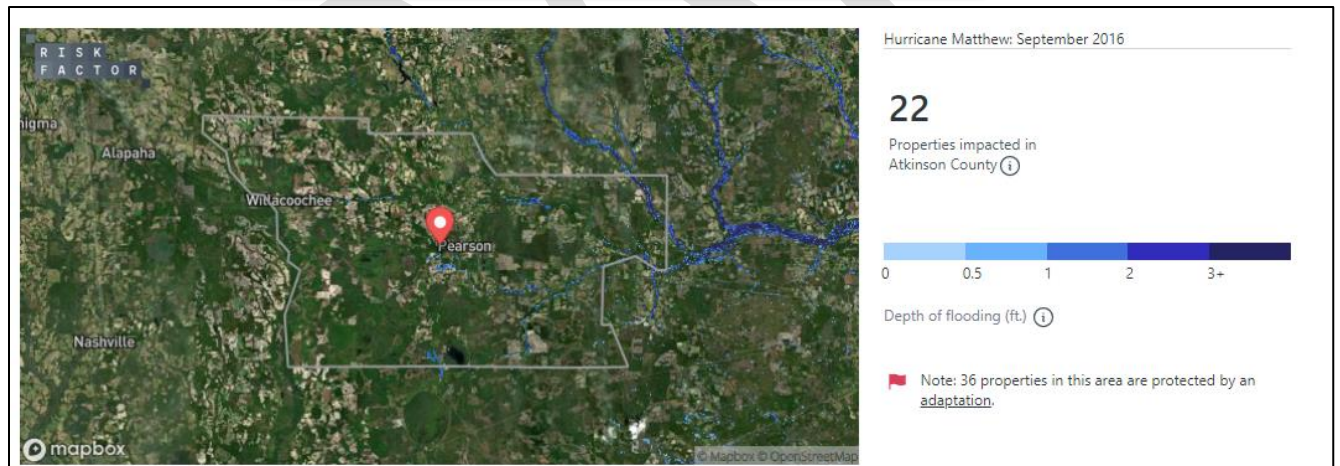 RISK
FACTOR
nigma
Alapaha
Willacoochee
Pearson
Nashville
mapbox
© Mapbox © OpenStreetMap
Hurricane Matthew: September 2016
22
Properties impacted in
Atkinson County
0 0.5 1 2 3+
Depth of flooding (ft.)
Note: 36 properties in this area are protected by an
adaptation.